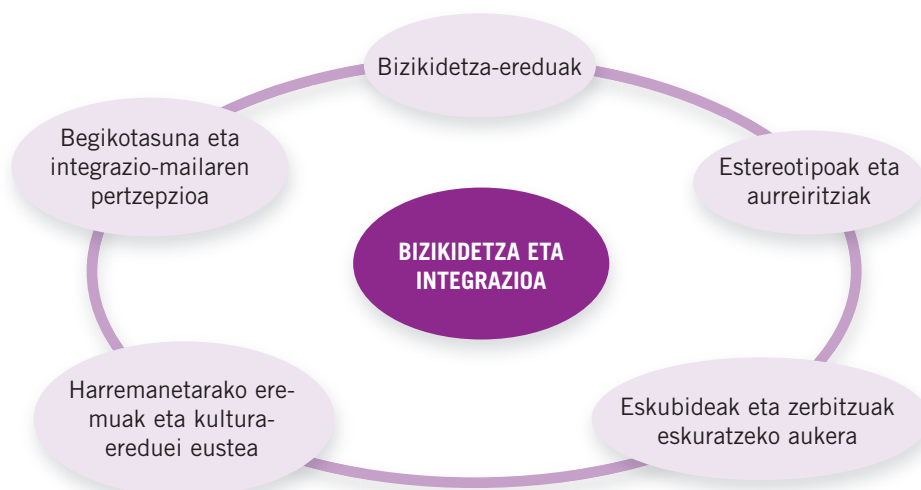 Bizikidetza-ereduak
Begikotasuna eta
integrazio-mailaren
pertzepzioa
Estereotipoak eta
aurreiritziak
BIZIKIDETZA ETA
INTEGRAZIOA
Harremanetarako ere-
muak eta kultura-
ereduei eustea
Eskubideak eta zerbitzuak
eskuratzeko aukera